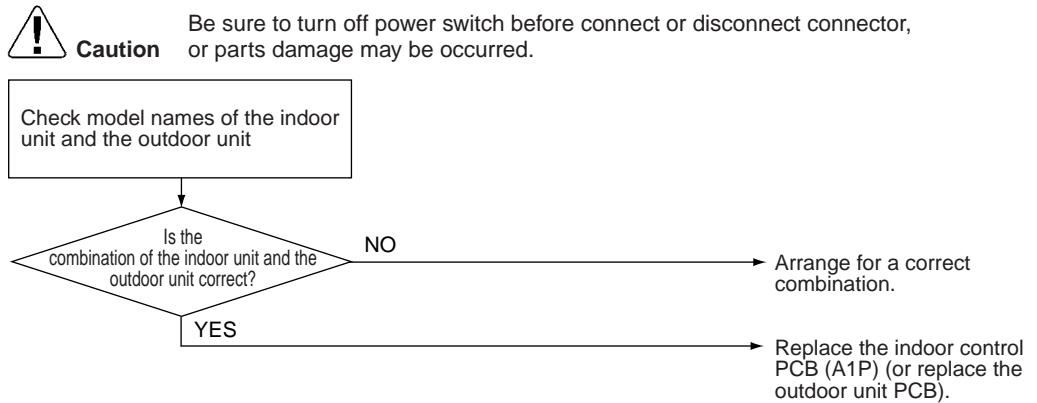 Be sure to turn off power switch before connect or disconnect connector,
Caution or parts damage may be occurred.
Check model names of the indoor
unit and the outdoor unit
Is the
combination of the indoor unit and the
outdoor unit correct?
NO
Arrange for a correct
combination.
YES
Replace the indoor control
PCB (A1P) (or replace the
outdoor unit PCB).